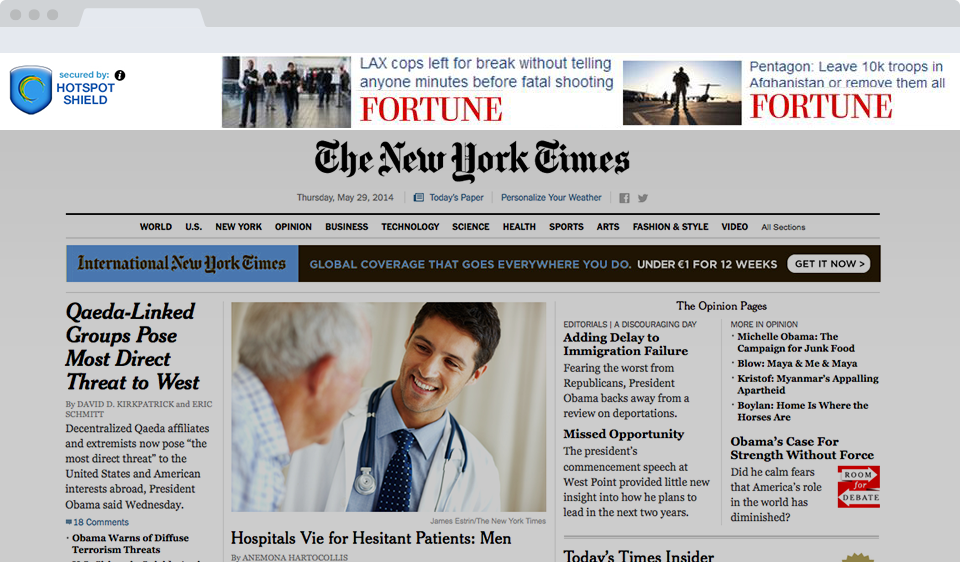 secured by:
HOTSPOT
SHIELD
LAX cops left for break without telling
anyone minutes before fatal shooting
FORTUNE
Pentagon: Leave 10k troops in
Afghanistan or remove them all
FORTUNE
The New York Times
Thursday, May 29, 2014
Today's Paper
Personalize Your Weather
WORLD U.S. NEW YORK OPINION BUSINESS TECHNOLOGY SCIENCE HEALTH SPORTS ARTS FASHION & STYLE VIDEO All Sections
International New York Times
GLOBAL COVERAGE THAT GOES EVERYWHERE YOU DO. UNDER €1 FOR 12 WEEKS
GET IT NOW >
Qaeda-Linked
Groups Pose
Most Direct
Threat to West
By DAVID D. KIRKPATRICK and ERIC
SCHMITT
Decentralized Qaeda affiliates
and extremists now pose “the
most direct threat” to the
United States and American
interests abroad, President
Obama said Wednesday.
18 Comments
· Obama Warns of Diffuse
Terrorism Threats
James Estrin/The New York Times
Hospitals Vie for Hesitant Patients: Men
By ANEMONA HARTOCOLLIS
The Opinion Pages
EDITORIALS | A DISCOURAGING DAY
Adding Delay to
Immigration Failure
Fearing the worst from
Republicans, President
Obama backs away from a
review on deportations.
Missed Opportunity
The president's
commencement speech at
West Point provided little new
insight into how he plans to
lead in the next two years.
MORE IN OPINION
· Michelle Obama: The
Campaign for Junk Food
· Blow: Maya & Me & Maya
· Kristof: Myanmar's Appalling
Apartheid
· Boylan: Home Is Where the
Horses Are
Obama's Case For
Strength Without Force
Did he calm fears
that America's role
in the world has
diminished?
ROOM
for
DEBATE
Today's Times Insider